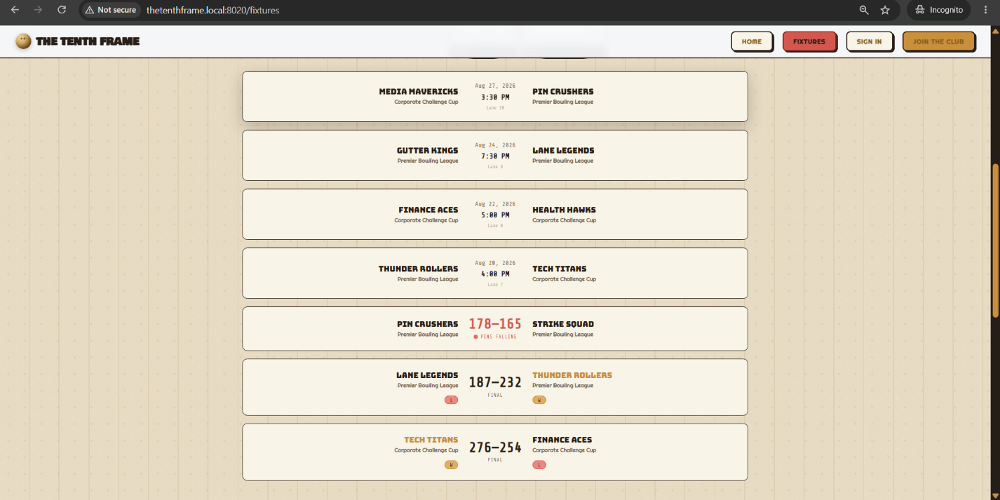 Not secure
thetenthframe.local:8020/fixtures
Incognito
THE TENTH FRAME
HOME
FIXTURES
SIGN IN
JOIN THE CLUB
MEDIA MAVERICKS
Corporate Challenge Cup
Aug 27, 2026
3:30 PM
Lane 10
PIN CRUSHERS
Premier Bowling League
GUTTER KINGS
Premier Bowling League
Aug 24, 2026
7:30 PM
Lane 9
LANE LEGENDS
Premier Bowling League
FINANCE ACES
Corporate Challenge Cup
Aug 22, 2026
5:00 PM
Lane 8
HEALTH HAWKS
Corporate Challenge Cup
THUNDER ROLLERS
Premier Bowling League
Aug 20, 2026
4:00 PM
Lane 7
TECH TITANS
Corporate Challenge Cup
PIN CRUSHERS
Premier Bowling League
178–165
PINS FALLING
STRIKE SQUAD
Premier Bowling League
LANE LEGENDS
Premier Bowling League
L
187–232
FINAL
THUNDER ROLLERS
Premier Bowling League
W
TECH TITANS
Corporate Challenge Cup
W
276–254
FINAL
FINANCE ACES
Corporate Challenge Cup
L